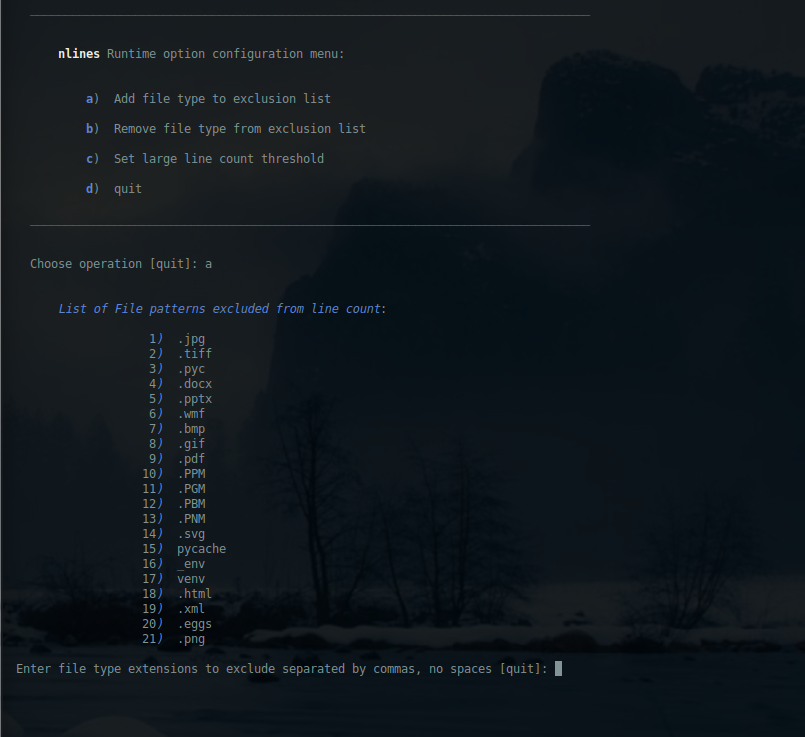 nlines Runtime option configuration menu:
a) Add file type to exclusion list
b) Remove file type from exclusion list
c) Set large line count threshold
d) quit
Choose operation [quit]: a
List of File patterns excluded from line count:
1) .jpg
2) .tiff
3) .pyc
4) .docx
5) .pptx
6) .wmf
7) .bmp
8) .gif
9) .pdf
10) .PPM
11) .PGM
12) .PBM
13) .PNM
14) .svg
15) pycache
16) _env
17) venv
18) .html
19) .xml
20) .eggs
21) .png
Enter file type extensions to exclude separated by commas, no spaces [quit]: